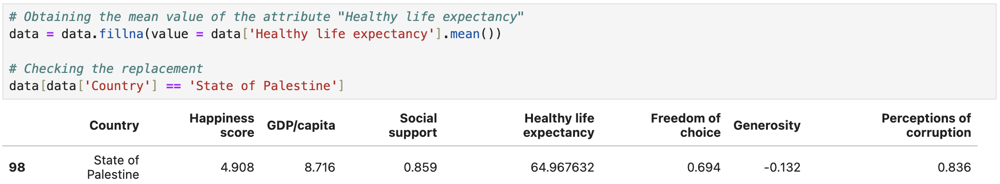 # Obtaining the mean value of the attribute "Healthy life expectancy"
data = data.fillna(value = data['Healthy life expectancy'].mean())
# Checking the replacement
data[data['Country'] == 'State of Palestine']
Country Happiness score GDP/capita Social support Healthy life expectancy Freedom of choice Generosity Perceptions of corruption
98 State of Palestine 4.908 8.716 0.859 64.967632 0.694 -0.132 0.836